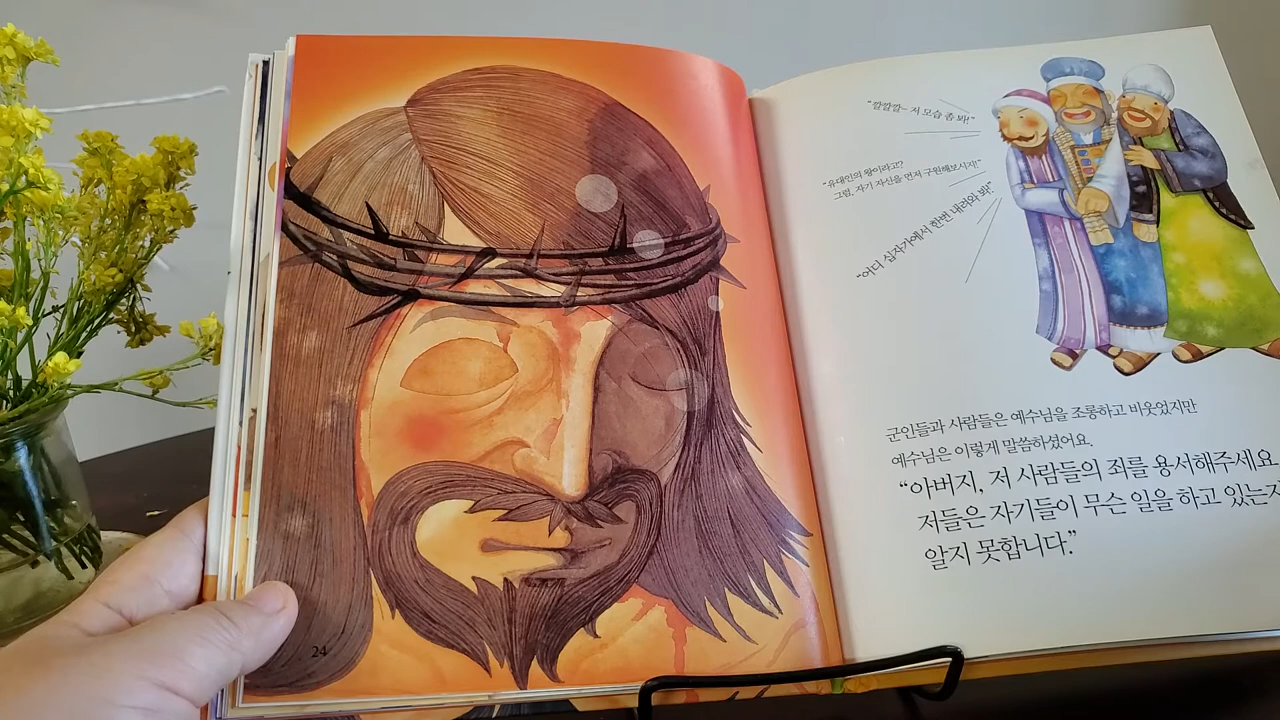 "깔깔깔~ 저 모습 좀 봐!"
"유대인의 왕이라고?
그럼, 자기 자신을 먼저 구원해보시지!"
"어디 십자가에서 한번 내려와 봐!"
군인들과 사람들은 예수님을 조롱하고 비웃었지만
예수님은 이렇게 말씀하셨어요.
"아버지, 저 사람들의 죄를 용서해주세요
저들은 자기들이 무슨 일을 하고 있는지
알지 못합니다."
24